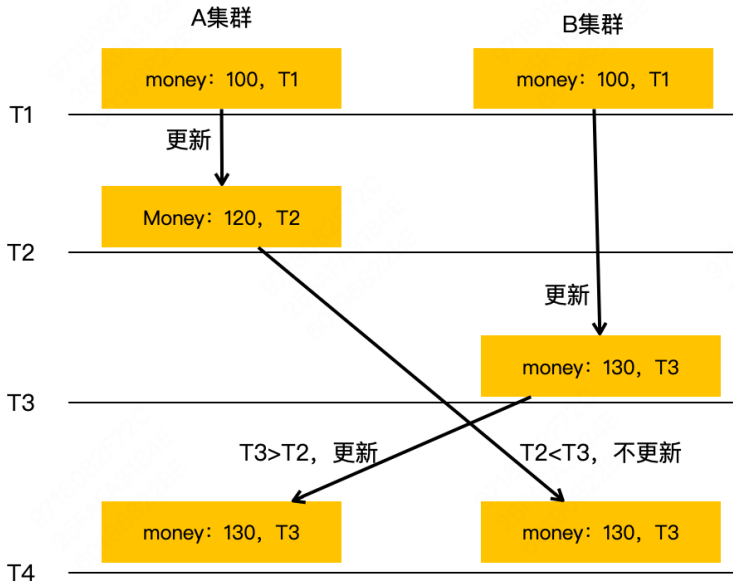 A集群
B集群
money：100，T1
money：100，T1
T1
更新
Money：120，T2
T2
更新
money：130，T3
T3
T3>T2，更新
T2<T3，不更新
money：130，T3
money：130，T3
T4